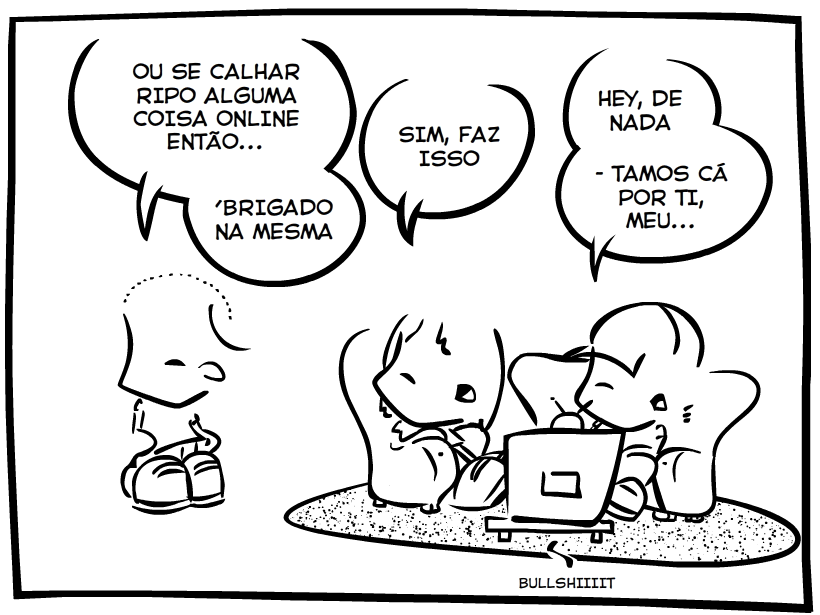 OU SE CALHAR
RIPO ALGUMA
COISA ONLINE
ENTÃO...
'BRIGADO
NA MESMA
SIM, FAZ
ISSO
HEY, DE
NADA
- TAMOS CÁ
POR TI,
MEU...
BULLSHIIIIT